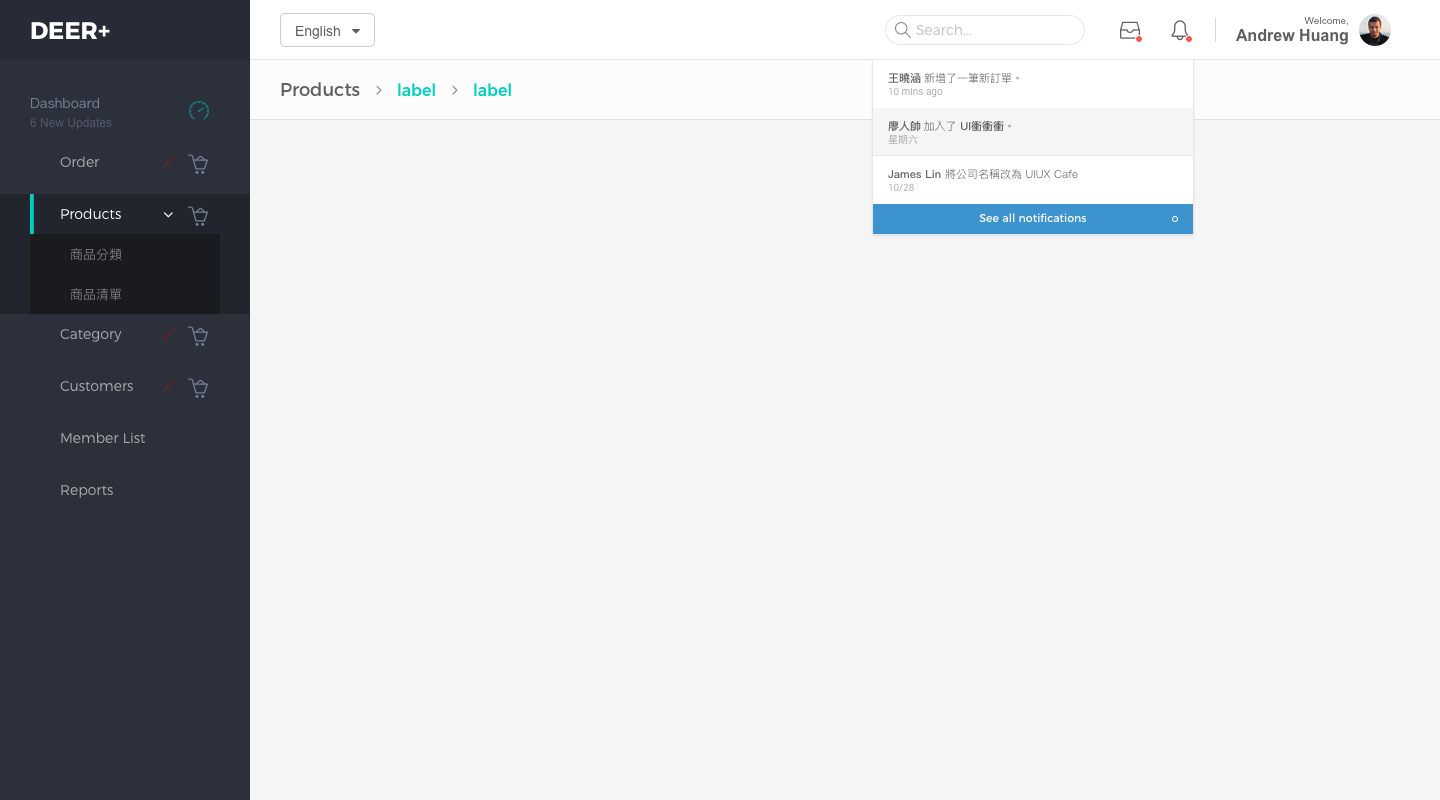 DEER+
English
Search...
Welcome,
Andrew Huang
Dashboard
6 New Updates
Order
Products
商品分類
商品清單
Category
Customers
Member List
Reports
Products > label > label
王曉涵 新增了一筆新訂單。
10 mins ago
廖人帥 加入了 UI衝衝衝。
星期六
James Lin 將公司名稱改為 UIUX Cafe
10/28
See all notifications